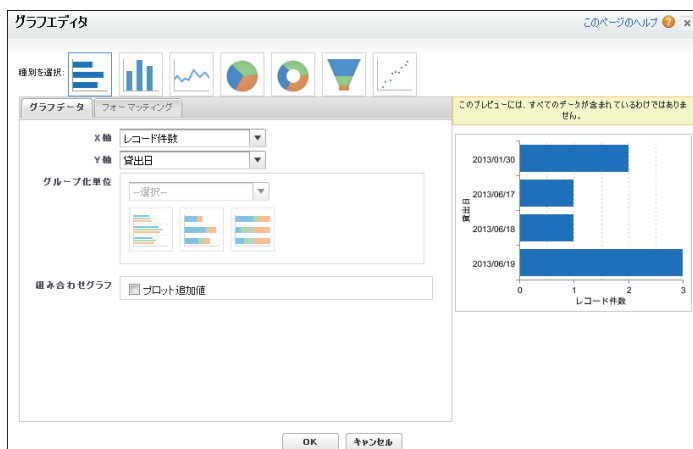 グラフエディタ
このページのヘルプ ?
種別を選択:
グラフデータ フォーマッティング
X 軸 レコード件数
Y 軸 貸出日
グループ化単位
--選択--
組み合わせグラフ
プロット追加値
このプレビューには、すべてのデータが含まれているわけではありま
せん。
貸出日
2013/01/30
2013/06/17
2013/06/18
2013/06/19
0 1 2 3
レコード件数
OK キャンセル